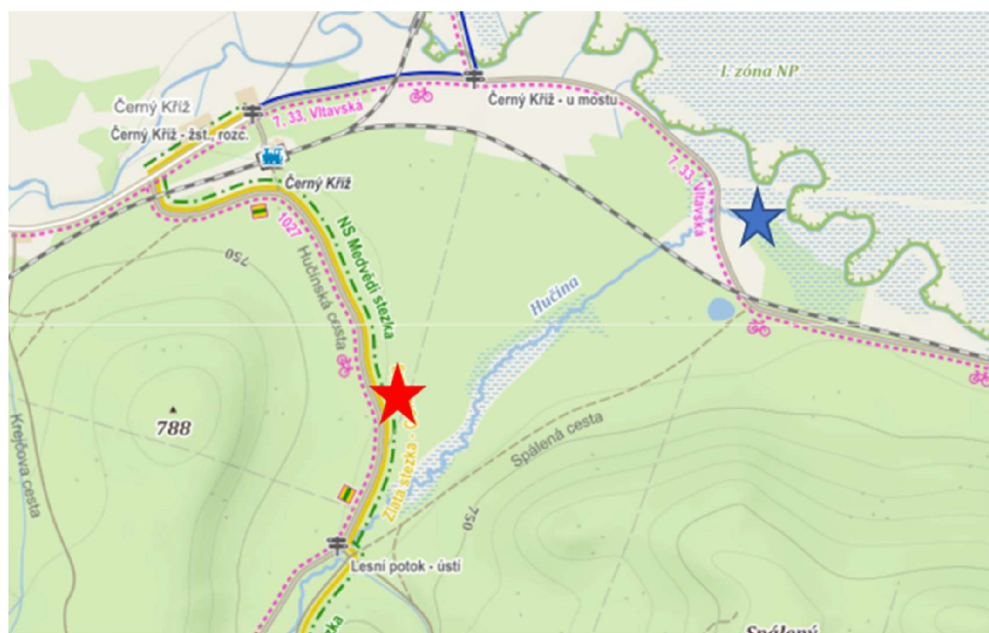 I. zóna NP
Černý Kříž
Černý Kříž - žst., rozc.
7. 33, Vltavská
Černý Kříž - u mostu
Černý Kříž
7. 33, Vltavská
1027
NS Medvědí stezka
750
Hučinská cesta
Hučina
788
Krejčova cesta
Zlatá stezka -
Spálená cesta
750
Lesní potok - ústí
Spálený